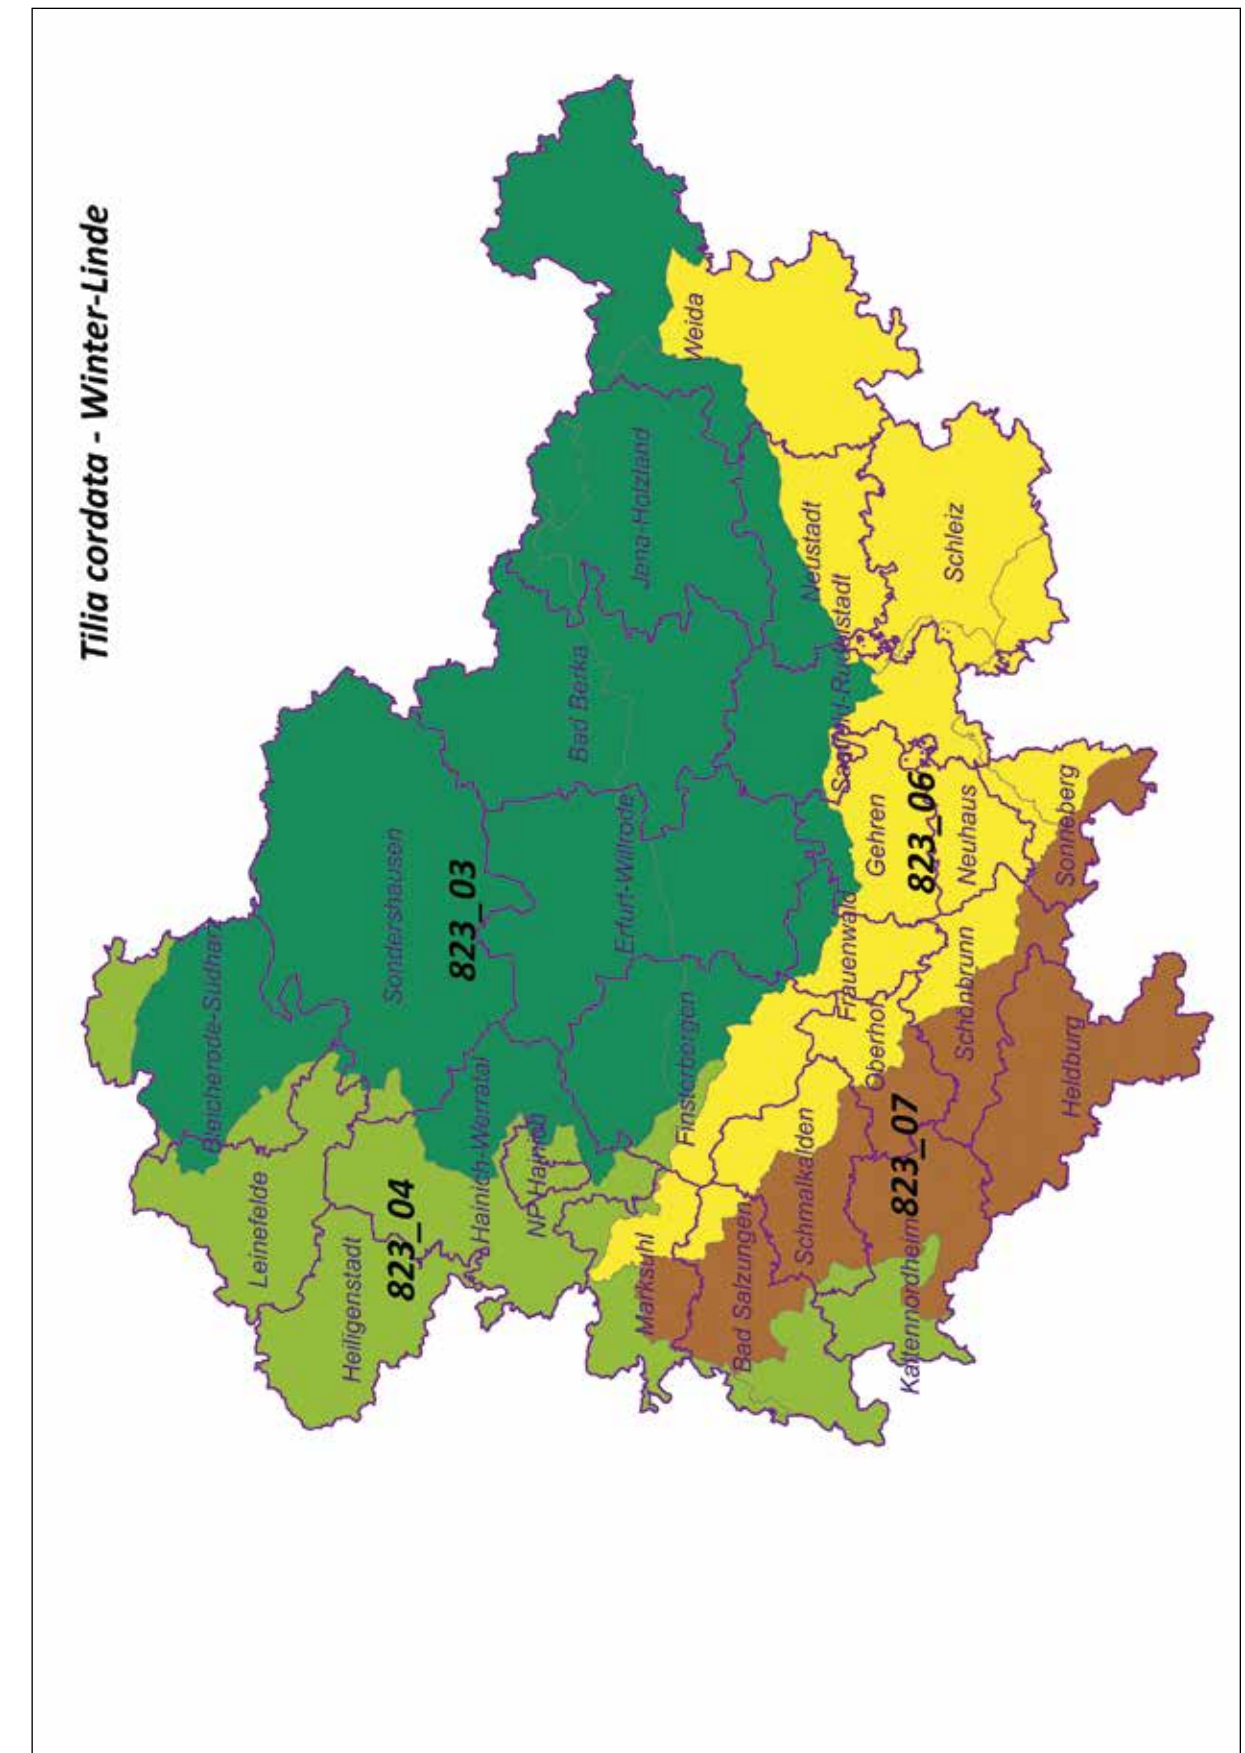 Tilia cordata - Winter-Linde
Bleicherode-Südharz
Leinefelde
Heiligenstadt
Sondershausen
823_04
823_03
Hainich-Werratal
NP Hainich
Bad Berka
Erfurt-Willrode
Jena-Holzland
Marksuhl
Finsterbergen
Weida
Bad Salzungen
Schmalkalden
Neustadt
Saalfeld-Rudolstadt
Frauenwald
Oberhof
Gehren
823_07
823_06
Kaltennordheim
Schönbrunn
Neuhaus
Schleiz
Heldburg
Sonneberg